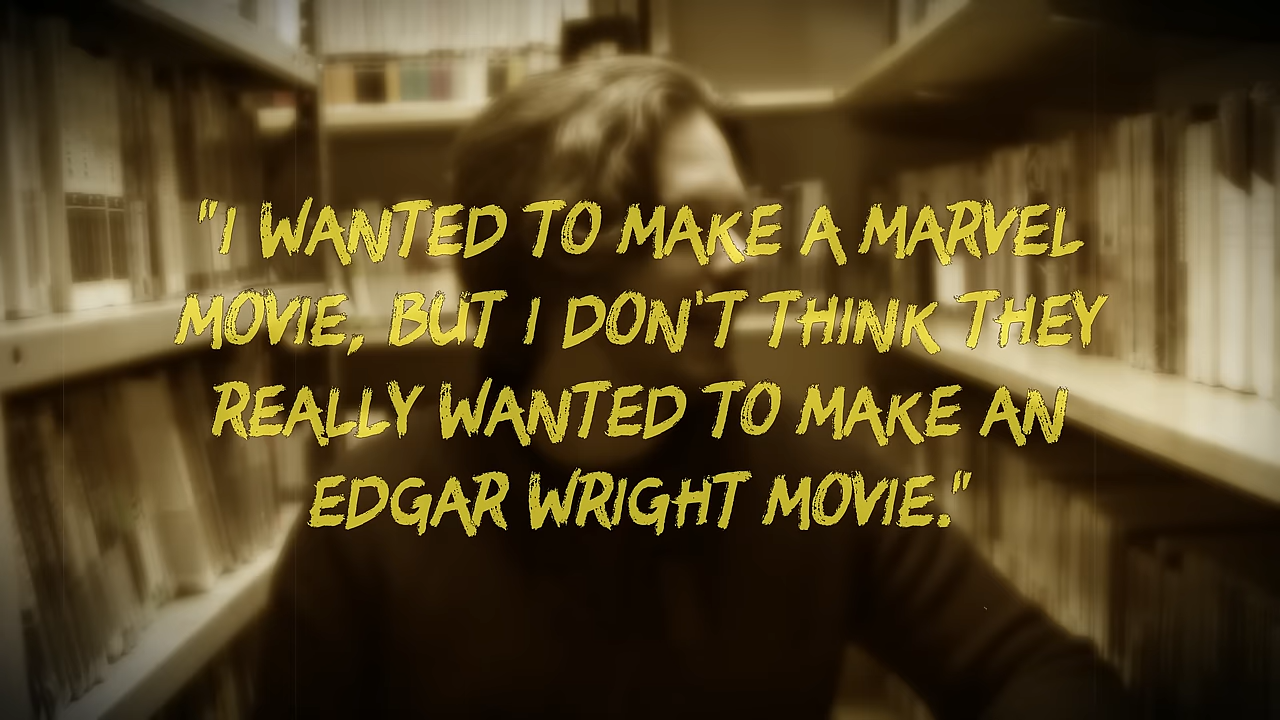 "I WANTED TO MAKE A MARVEL
MOVIE, BUT I DON'T THINK THEY
REALLY WANTED TO MAKE AN
EDGAR WRIGHT MOVIE."